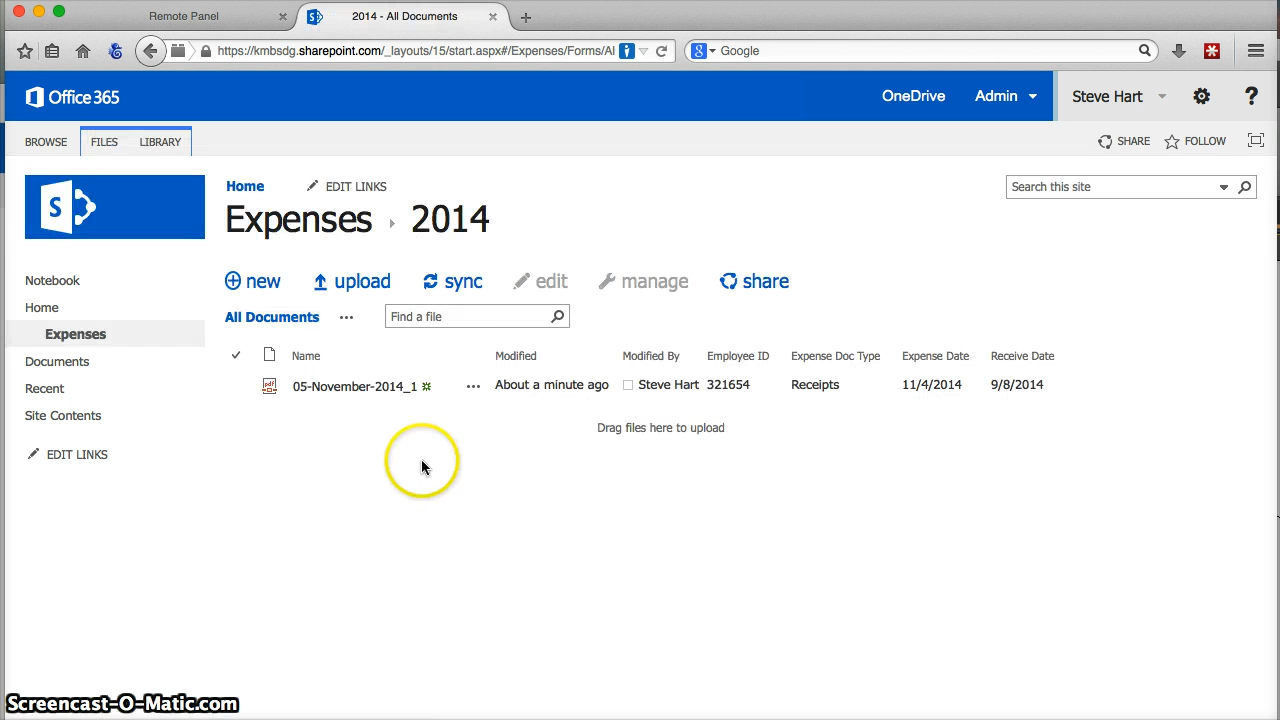 Remote Panel
2014 - All Documents
https://kmbsdg.sharepoint.com/_layouts/15/start.aspx#/Expenses/Forms/Al
Google
Office 365
OneDrive
Admin
Steve Hart
?
BROWSE
FILES
LIBRARY
SHARE
FOLLOW
S
Home
EDIT LINKS
Search this site
Expenses
2014
new
upload
sync
edit
manage
share
All Documents
...
Find a file
Notebook
Home
Expenses
Documents
Recent
Site Contents
EDIT LINKS
Name
Modified
Modified By
Employee ID
Expense Doc Type
Expense Date
Receive Date
pdf
05-November-2014_1
...
About a minute ago
Steve Hart
321654
Receipts
11/4/2014
9/8/2014
Drag files here to upload
Screencast-O-Matic.com